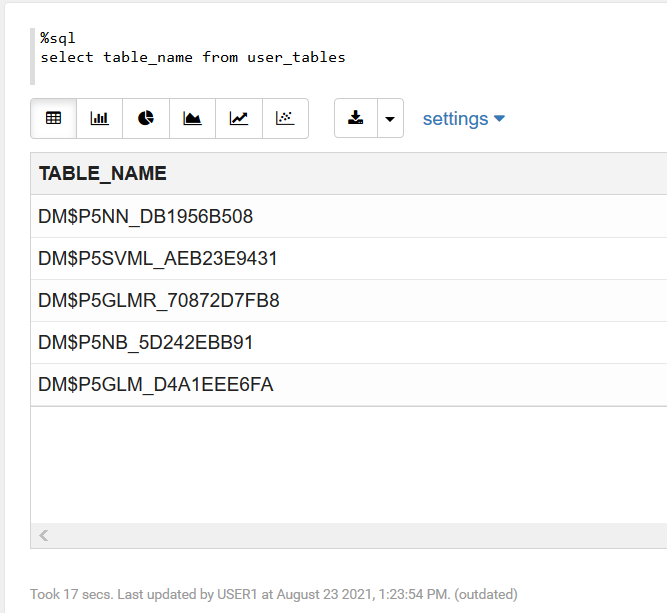 %sql
select table_name from user_tables
settings
TABLE_NAME
DM$P5NN_DB1956B508
DM$P5SVML_AEB23E9431
DM$P5GLMR_70872D7FB8
DM$P5NB_5D242EBB91
DM$P5GLM_D4A1EEE6FA
Took 17 secs. Last updated by USER1 at August 23 2021, 1:23:54 PM. (outdated)